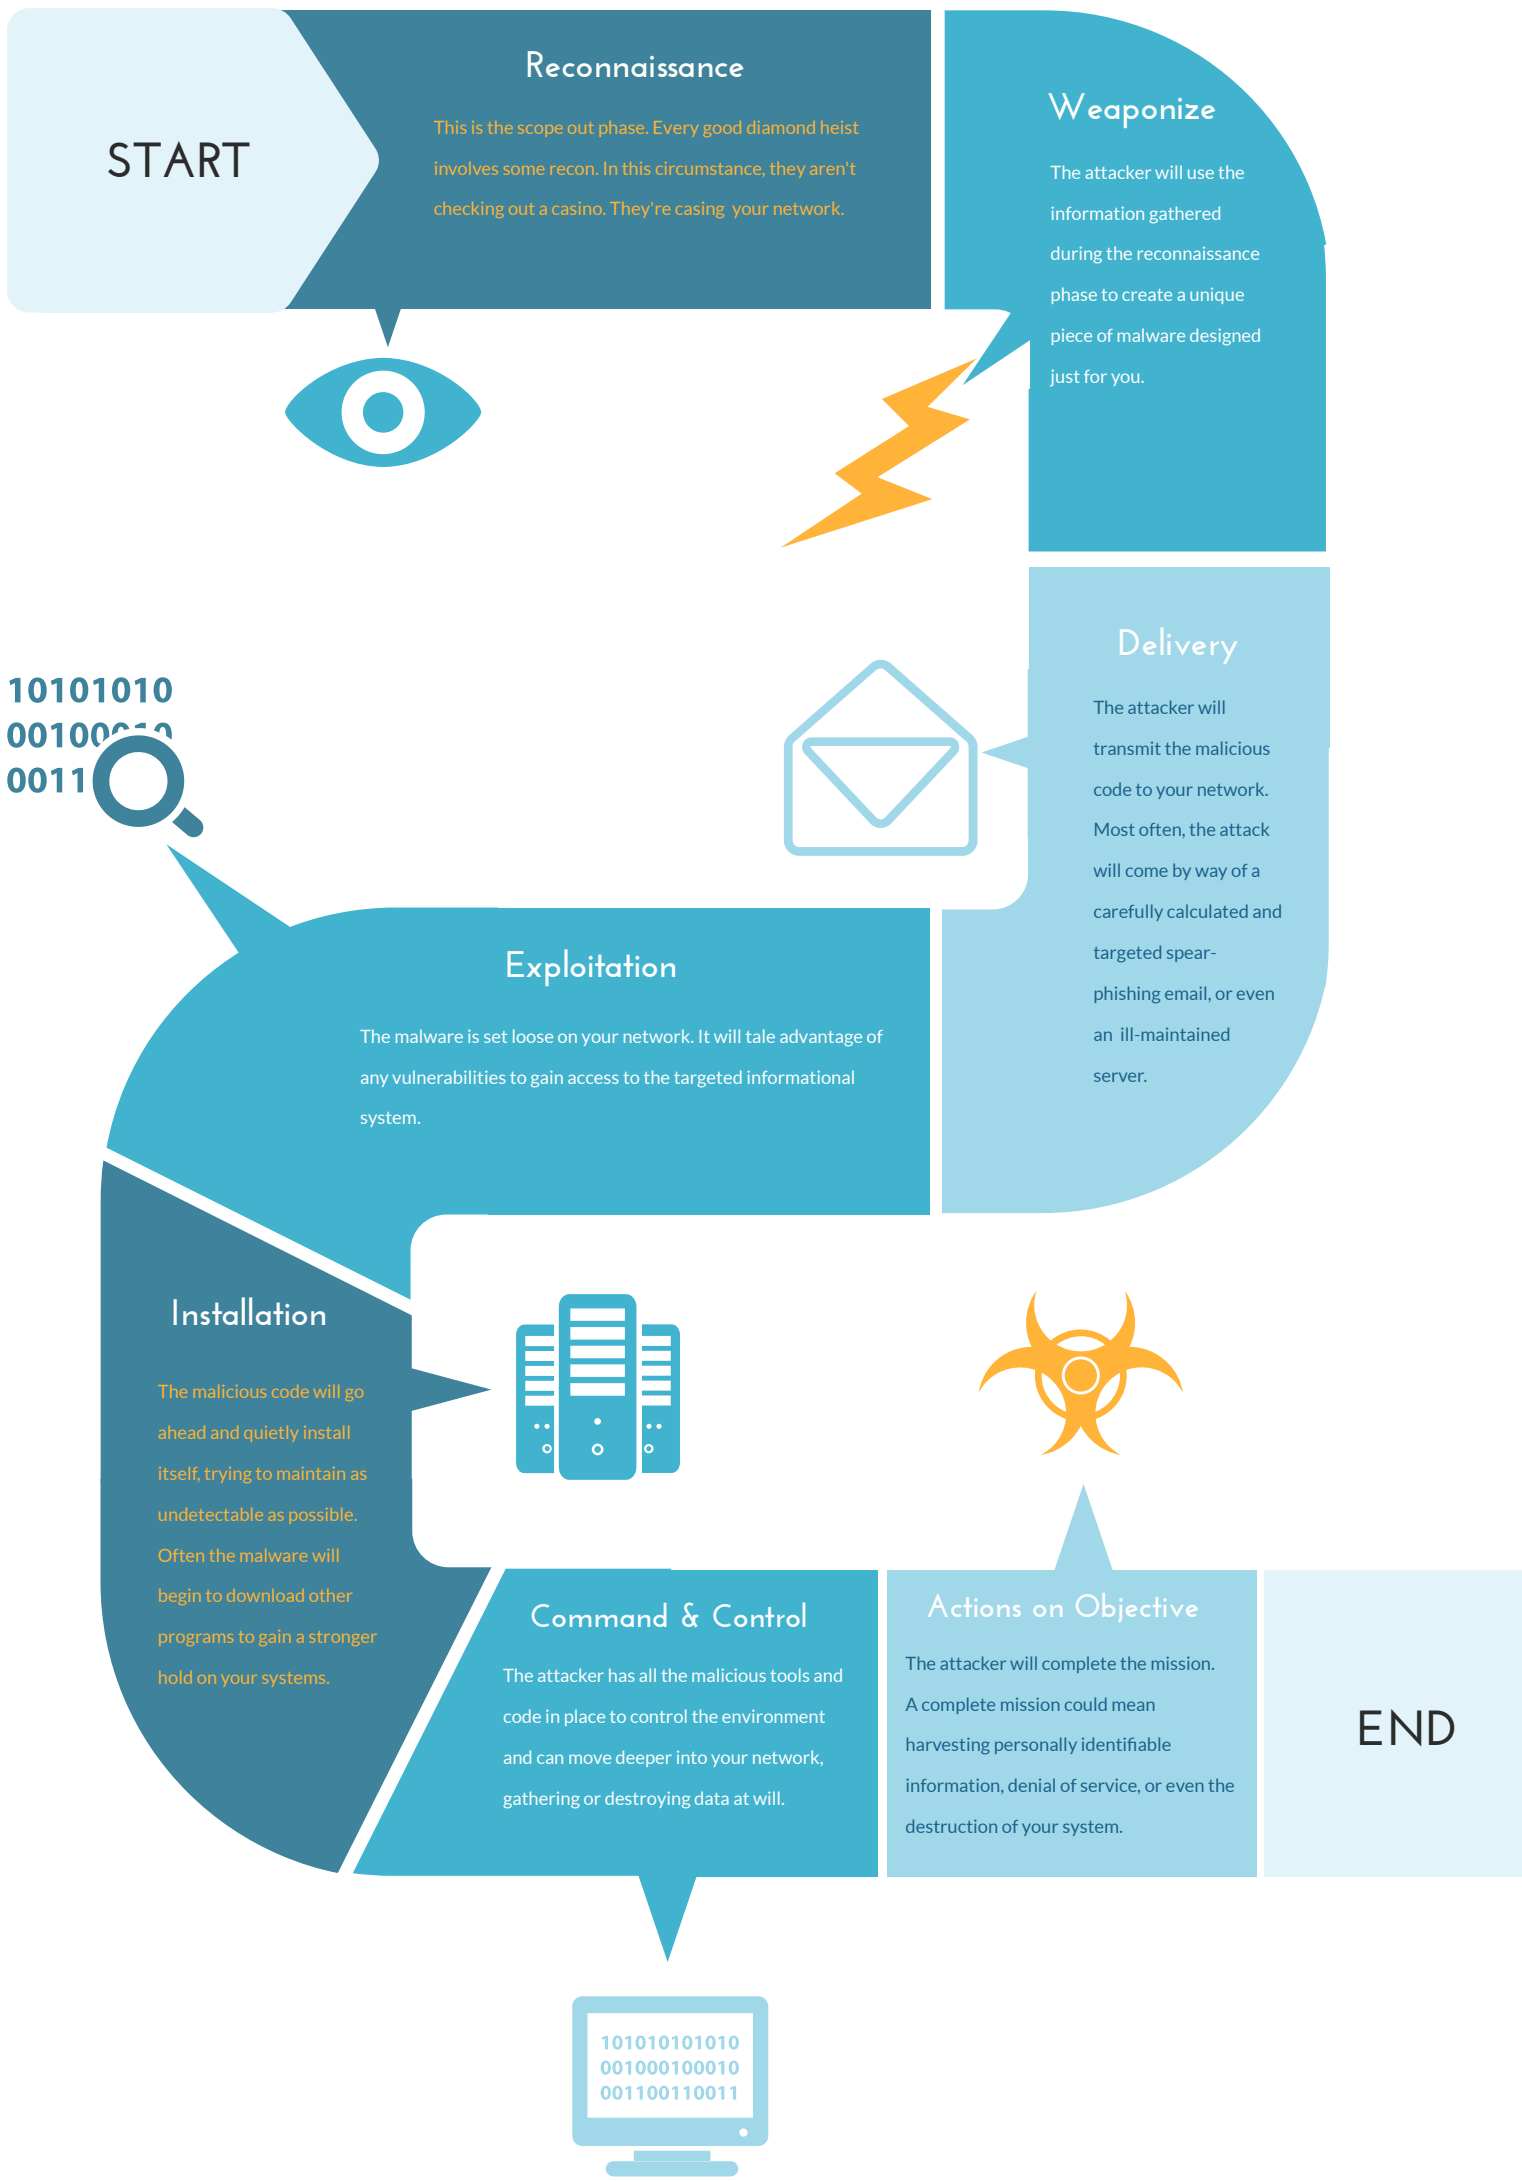 START
Reconnaissance
This is the scope out phase. Every good diamond heist
involves some recon. In this circumstance, they aren't
checking out a casino. They're casing  your network.
Weaponize
The attacker will use the
information gathered
during the reconnaissance
phase to create a unique
piece of malware designed
just for you.
Delivery
The attacker will
transmit the malicious
code to your network.
Most often, the attack
will come by way of a
carefully calculated and
targeted spear-
phishing email, or even
an  ill-maintained
server.
10101010
00100010
0011
Exploitation
The malware is set loose on your network. It will tale advantage of
any vulnerabilities to gain access to the targeted informational
system.
Installation
The malicious code will go
ahead and quietly install
itself, trying to maintain as
undetectable as possible.
Often the malware will
begin to download other
programs to gain a stronger
hold on your systems.
Command & Control
The attacker has all the malicious tools and
code in place to control the environment
and can move deeper into your network,
gathering or destroying data at will.
Actions on Objective
The attacker will complete the mission.
A complete mission could mean
harvesting personally identifiable
information, denial of service, or even the
destruction of your system.
END
101010101010
001000100010
001100110011